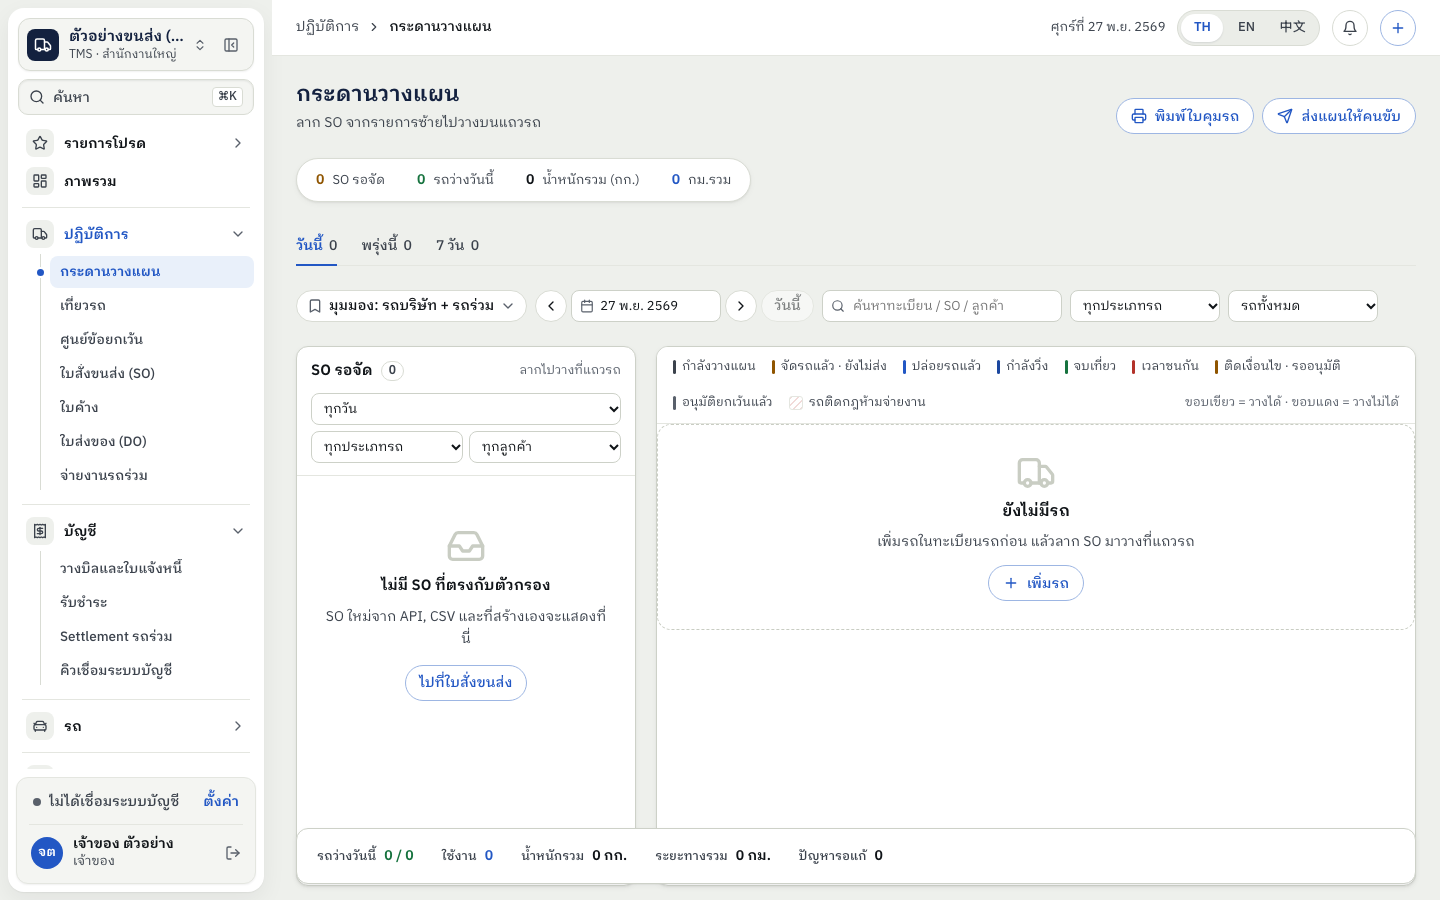 ตัวอย่างขนส่ง (...
TMS · สำนักงานใหญ่
ค้นหา
⌘K
รายการโปรด
ภาพรวม
ปฏิบัติการ
กระดานวางแผน
เที่ยวรถ
ศูนย์ข้อยกเว้น
ใบสั่งขนส่ง (SO)
ใบค้าง
ใบส่งของ (DO)
จ่ายงานรถร่วม
บัญชี
วางบิลและใบแจ้งหนี้
รับชำระ
Settlement รถร่วม
คิวเชื่อมระบบบัญชี
รถ
ไม่ได้เชื่อมระบบบัญชี ตั้งค่า
จต
เจ้าของ ตัวอย่าง
เจ้าของ
ปฏิบัติการ กระดานวางแผน
ศุกร์ที่ 27 พ.ย. 2569
TH EN 中文
กระดานวางแผน
ลาก SO จากรายการซ้ายไปวางบนแถวรถ
พิมพ์ใบคุมรถ
ส่งแผนให้คนขับ
0 SO รอจัด 0 รถว่างวันนี้ 0 น้ำหนักรวม (กก.) 0 กม.รวม
วันนี้ 0 พรุ่งนี้ 0 7 วัน 0
มุมมอง: รถบริษัท + รถร่วม
27 พ.ย. 2569
วันนี้
ค้นหาทะเบียน / SO / ลูกค้า
ทุกประเภทรถ
รถทั้งหมด
SO รอจัด 0 ลากไปวางที่แถวรถ
ทุกวัน
ทุกประเภทรถ ทุกลูกค้า
ไม่มี SO ที่ตรงกับตัวกรอง
SO ใหม่จาก API, CSV และที่สร้างเองจะแสดงที่
นี่
ไปที่ใบสั่งขนส่ง
กำลังวางแผน จัดรถแล้ว · ยังไม่ส่ง ปล่อยรถแล้ว กำลังวิ่ง จบเที่ยว เวลาชนกัน ติดเงื่อนไข · รออนุมัติ
อนุมัติยกเว้นแล้ว รถติดกฎห้ามจ่ายงาน ขอบเขียว = วางได้ · ขอบแดง = วางไม่ได้
ยังไม่มีรถ
เพิ่มรถในทะเบียนรถก่อน แล้วลาก SO มาวางที่แถวรถ
เพิ่มรถ
รถว่างวันนี้ 0 / 0 ใช้งาน 0 น้ำหนักรวม 0 กก. ระยะทางรวม 0 กม. ปัญหารอแก้ 0